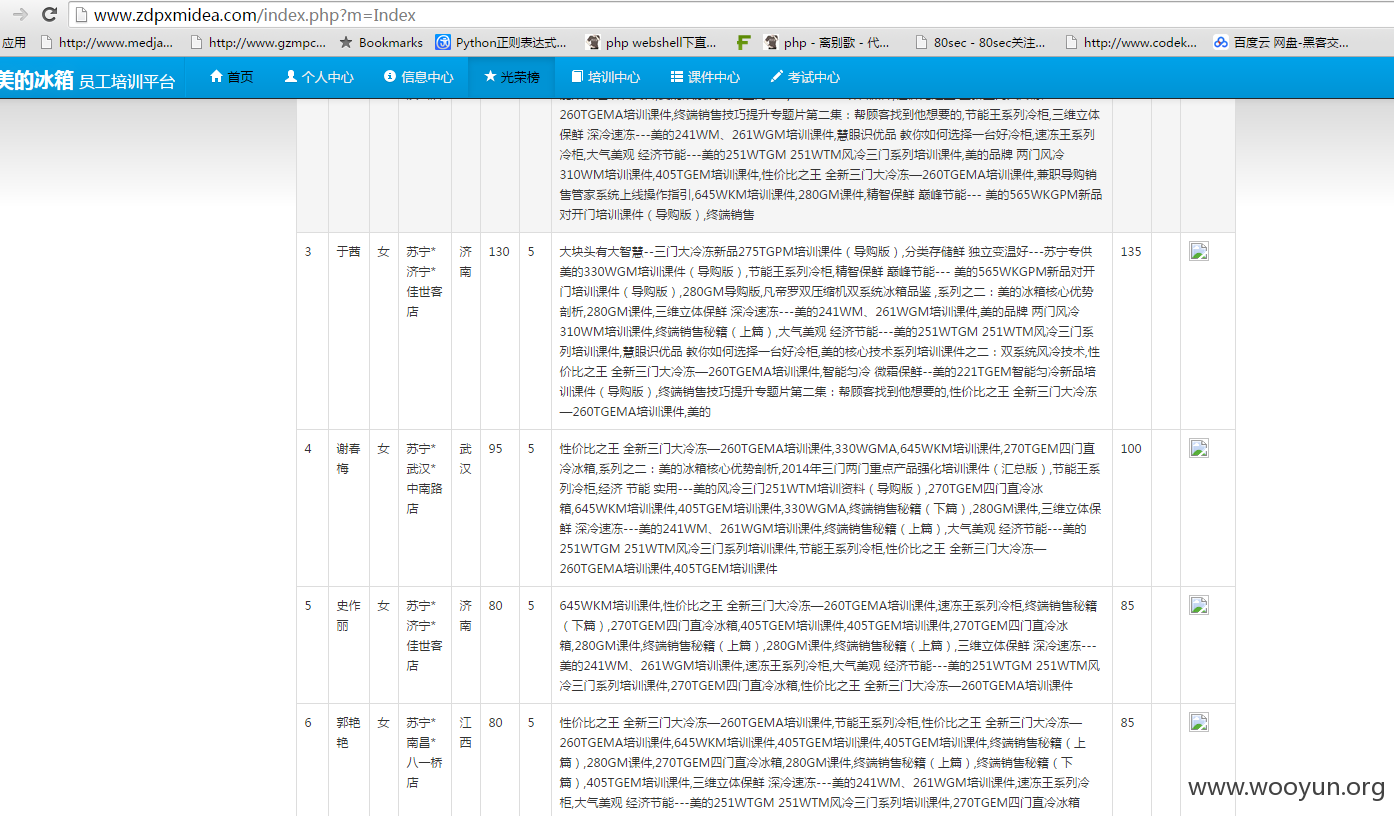 www.zdpxmidea.com/index.php?m=Index
应用 http://www.medja... http://www.gzmpc... Bookmarks Python正则表达式... php webshell下直... php - 离别歌 - 代... 80sec - 80sec关注... http://www.codek... 百度云 网盘-黑客交...
美的冰箱 员工培训平台 首页 个人中心 信息中心 光荣榜 培训中心 课件中心 考试中心
260TGEMA培训课件,终端销售技巧提升专题片第二集：帮顾客找到他想要的,节能王系列冷柜,三维立体
保鲜 深冷速冻---美的241WM、261WGM培训课件,慧眼识优品 教你如何选择一台好冷柜,速冻王系列
冷柜,大气美观 经济节能---美的251WTGM 251WTM风冷三门系列培训课件,美的品牌 两门风冷
310WM培训课件,405TGEM培训课件,性价比之王 全新三门大冷冻—260TGEMA培训课件,兼职导购销
售管家系统上线操作指引,645WKM培训课件,280GM课件,精智保鲜 巅峰节能--- 美的565WKGPM新品
对开门培训课件（导购版）,终端销售
3 于茜 女 苏宁*济宁*佳世客店 济南 130 5
大块头有大智慧--三门大冷冻新品275TGPM培训课件（导购版）,分类存储鲜 独立变温好---苏宁专供
美的330WGM培训课件（导购版）,节能王系列冷柜,精智保鲜 巅峰节能--- 美的565WKGPM新品对开
门培训课件（导购版）,280GM导购版,凡帝罗双压缩机双系统冰箱品鉴 ,系列之二：美的冰箱核心优势
剖析,280GM课件,三维立体保鲜 深冷速冻---美的241WM、261WGM培训课件,美的品牌 两门风冷
310WM培训课件,终端销售秘籍（上篇）,大气美观 经济节能---美的251WTGM 251WTM风冷三门系
列培训课件,慧眼识优品 教你如何选择一台好冷柜,美的核心技术系列培训课件之二：双系统风冷技术,性
价比之王 全新三门大冷冻—260TGEMA培训课件,智能匀冷 微霜保鲜--美的221TGEM智能匀冷新品培
训课件（导购版）,终端销售技巧提升专题片第二集：帮顾客找到他想要的,性价比之王 全新三门大冷冻
—260TGEMA培训课件,美的
135
4 谢春梅 女 苏宁*武汉*中南路店 武汉 95 5
性价比之王 全新三门大冷冻—260TGEMA培训课件,330WGMA,645WKM培训课件,270TGEM四门直
冷冰箱,系列之二：美的冰箱核心优势剖析,2014年三门两门重点产品强化培训课件（汇总版）,节能王系
列冷柜,经济 节能 实用---美的风冷三门251WTM培训资料（导购版）,270TGEM四门直冷冰
箱,645WKM培训课件,405TGEM培训课件,330WGMA,终端销售秘籍（下篇）,280GM课件,三维立体保
鲜 深冷速冻---美的241WM、261WGM培训课件,终端销售秘籍（上篇）,大气美观 经济节能---美的
251WTGM 251WTM风冷三门系列培训课件,节能王系列冷柜,性价比之王 全新三门大冷冻—
260TGEMA培训课件,405TGEM培训课件
100
5 史作丽 女 苏宁*济宁*佳世客店 济南 80 5
645WKM培训课件,性价比之王 全新三门大冷冻—260TGEMA培训课件,速冻王系列冷柜,终端销售秘籍
（下篇）,270TGEM四门直冷冰箱,405TGEM培训课件,405TGEM培训课件,270TGEM四门直冷冰
箱,280GM课件,终端销售秘籍（上篇）,280GM课件,终端销售秘籍（上篇）,三维立体保鲜 深冷速冻---
美的241WM、261WGM培训课件,速冻王系列冷柜,大气美观 经济节能---美的251WTGM 251WTM风
冷三门系列培训课件,270TGEM四门直冷冰箱,性价比之王 全新三门大冷冻—260TGEMA培训课件
85
6 郭艳艳 女 苏宁*南昌*八一桥店 江西 80 5
性价比之王 全新三门大冷冻—260TGEMA培训课件,节能王系列冷柜,性价比之王 全新三门大冷冻—
260TGEMA培训课件,645WKM培训课件,405TGEM培训课件,405TGEM培训课件,终端销售秘籍（上
篇）,280GM课件,270TGEM四门直冷冰箱,280GM课件,终端销售秘籍（上篇）,终端销售秘籍（下
篇）,405TGEM培训课件,三维立体保鲜 深冷速冻---美的241WM、261WGM培训课件,速冻王系列冷
柜,大气美观 经济节能---美的251WTGM 251WTM风冷三门系列培训课件,270TGEM四门直冷冰箱
85
www.wooyun.org